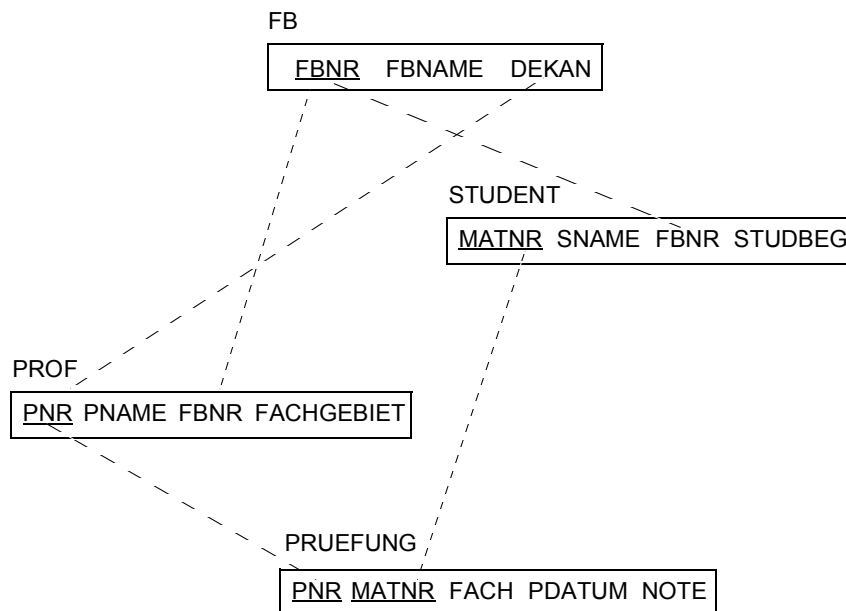 FB
FBNR FBNAME DEKAN
STUDENT
MATNR SNAME FBNR STUDBEG
PROF
PNR PNAME FBNR FACHGEBIET
PRUEFUNG
PNR MATNR FACH PDATUM NOTE